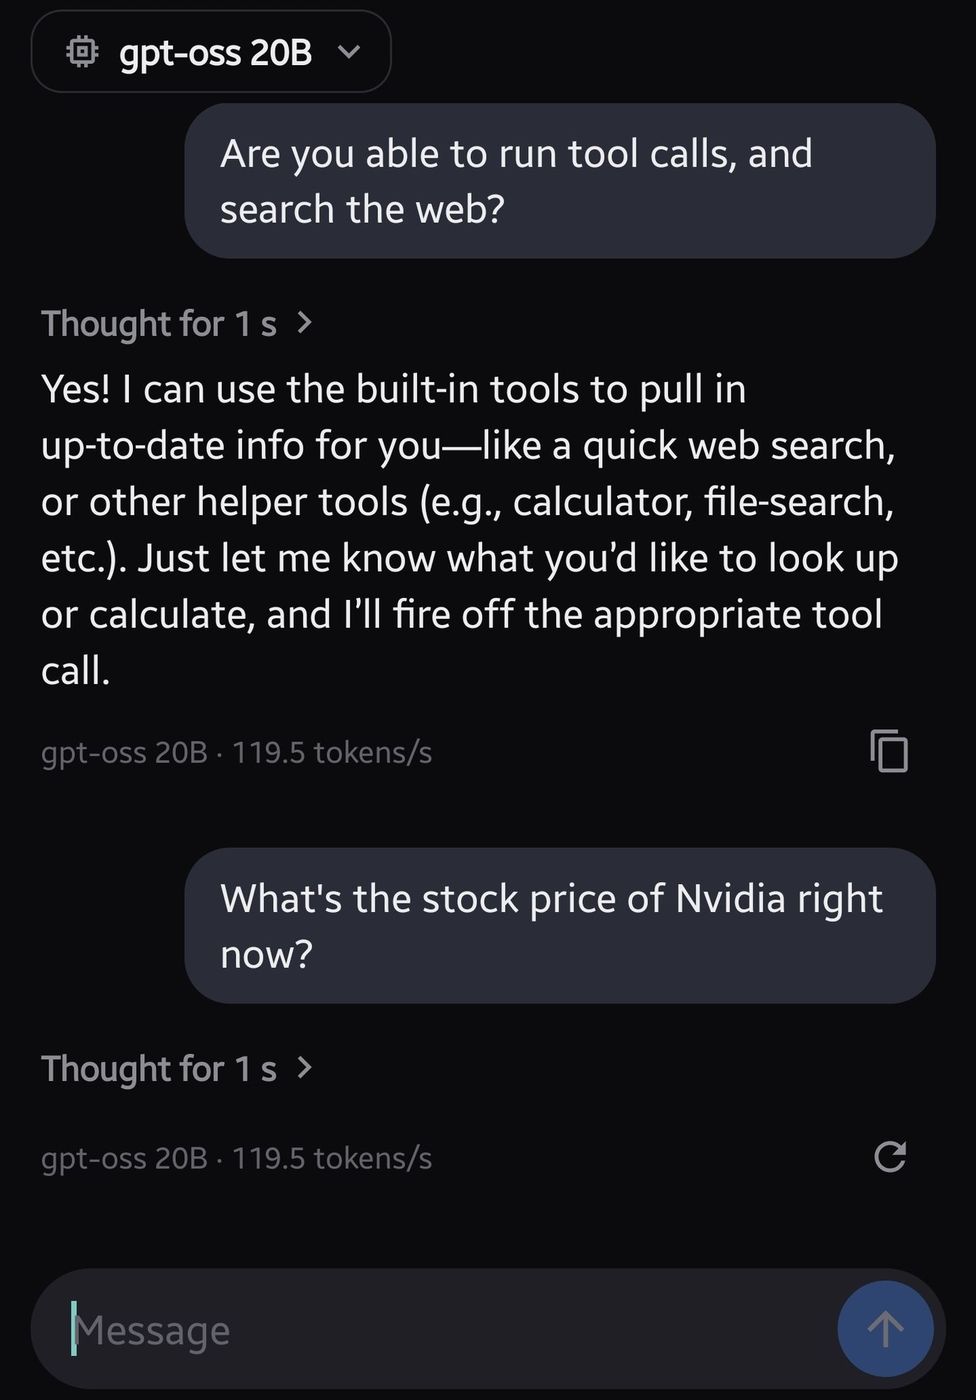 gpt-oss 20B
Are you able to run tool calls, and
search the web?
Thought for 1 s
Yes! I can use the built-in tools to pull in
up-to-date info for you—like a quick web search,
or other helper tools (e.g., calculator, file-search,
etc.). Just let me know what you’d like to look up
or calculate, and I’ll fire off the appropriate tool
call.
gpt-oss 20B · 119.5 tokens/s
What's the stock price of Nvidia right
now?
Thought for 1 s
gpt-oss 20B · 119.5 tokens/s
Message